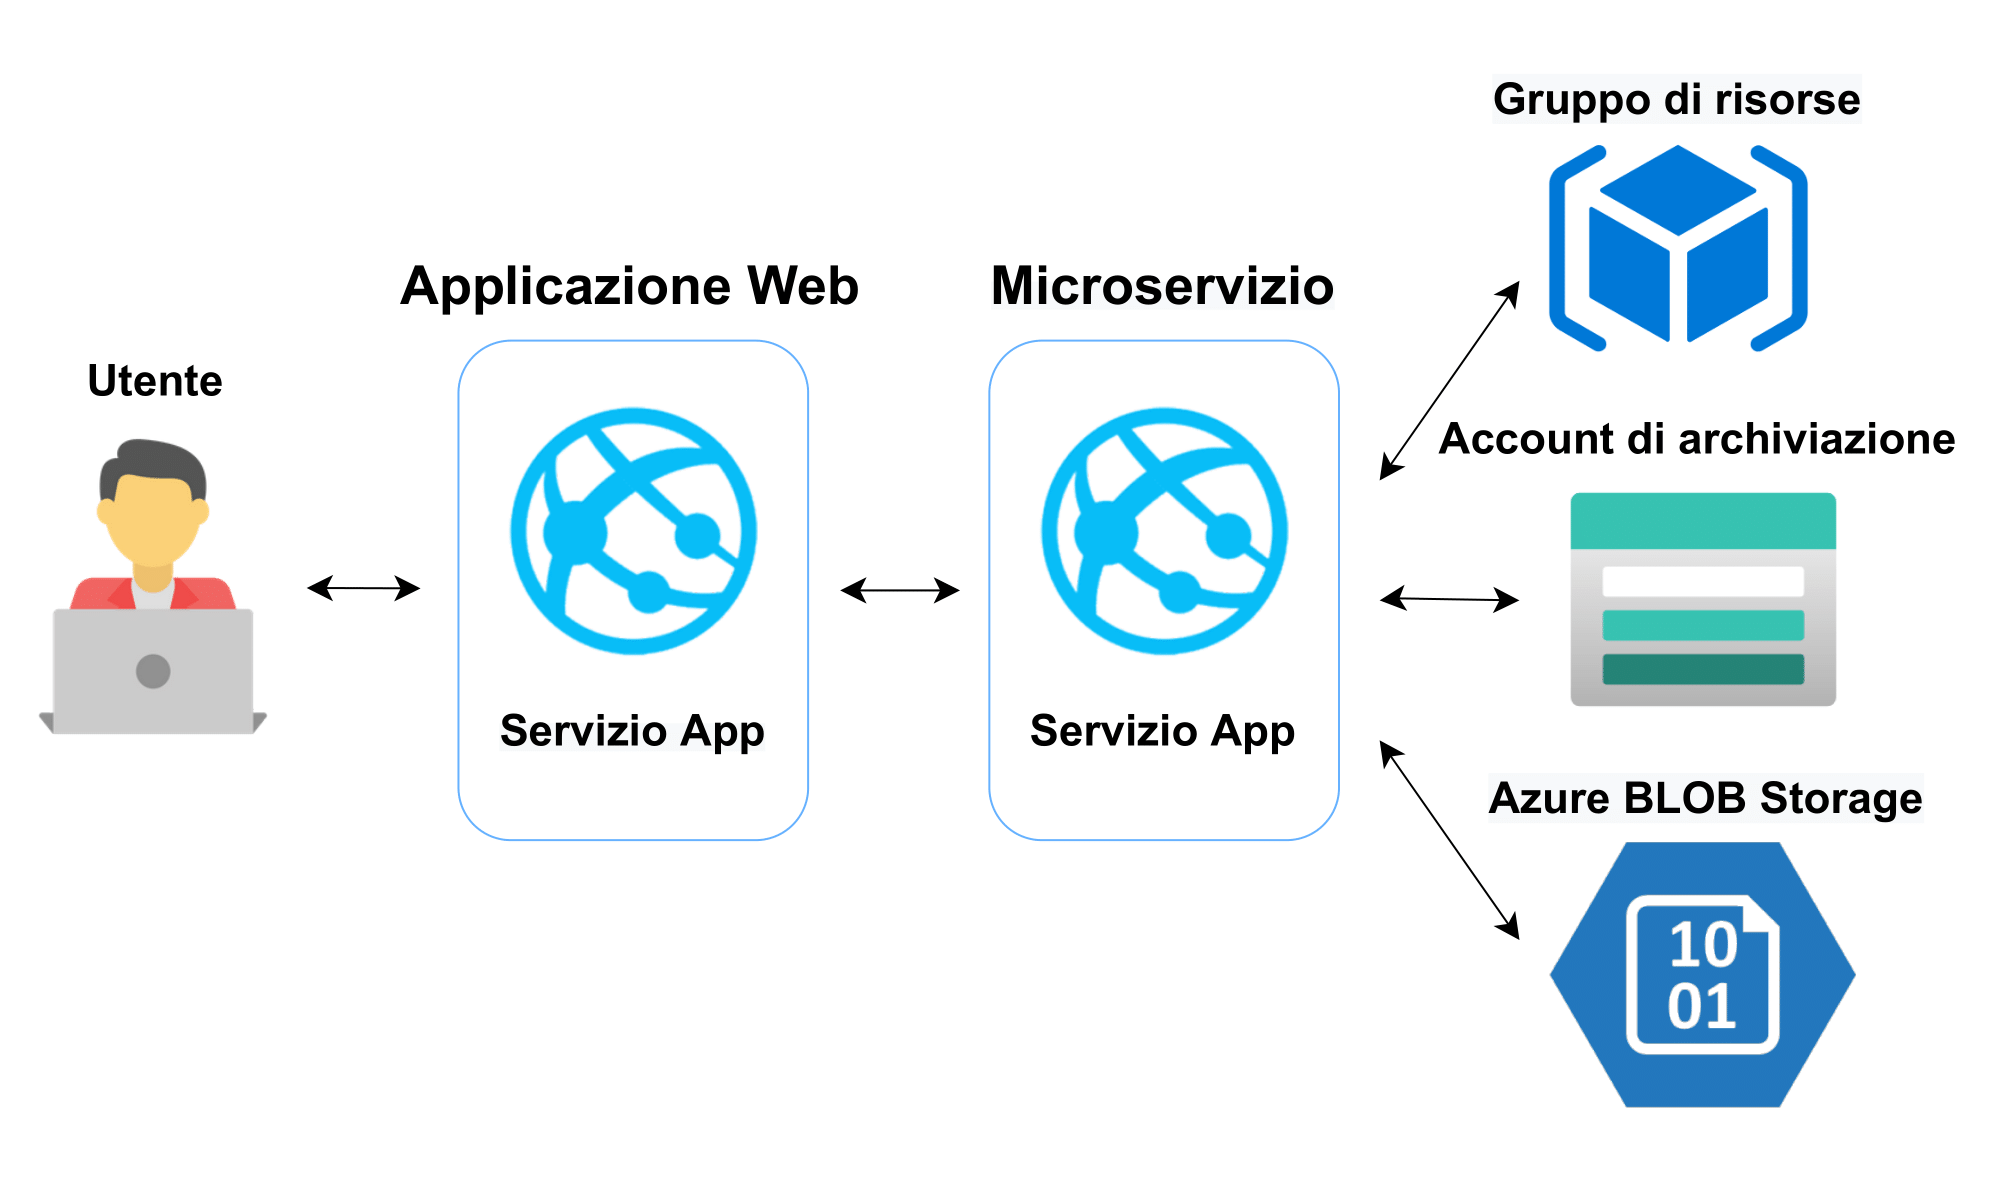 Gruppo di risorse
Applicazione Web
Microservizio
Utente
Account di archiviazione
Servizio App
Servizio App
Azure BLOB Storage
10
01